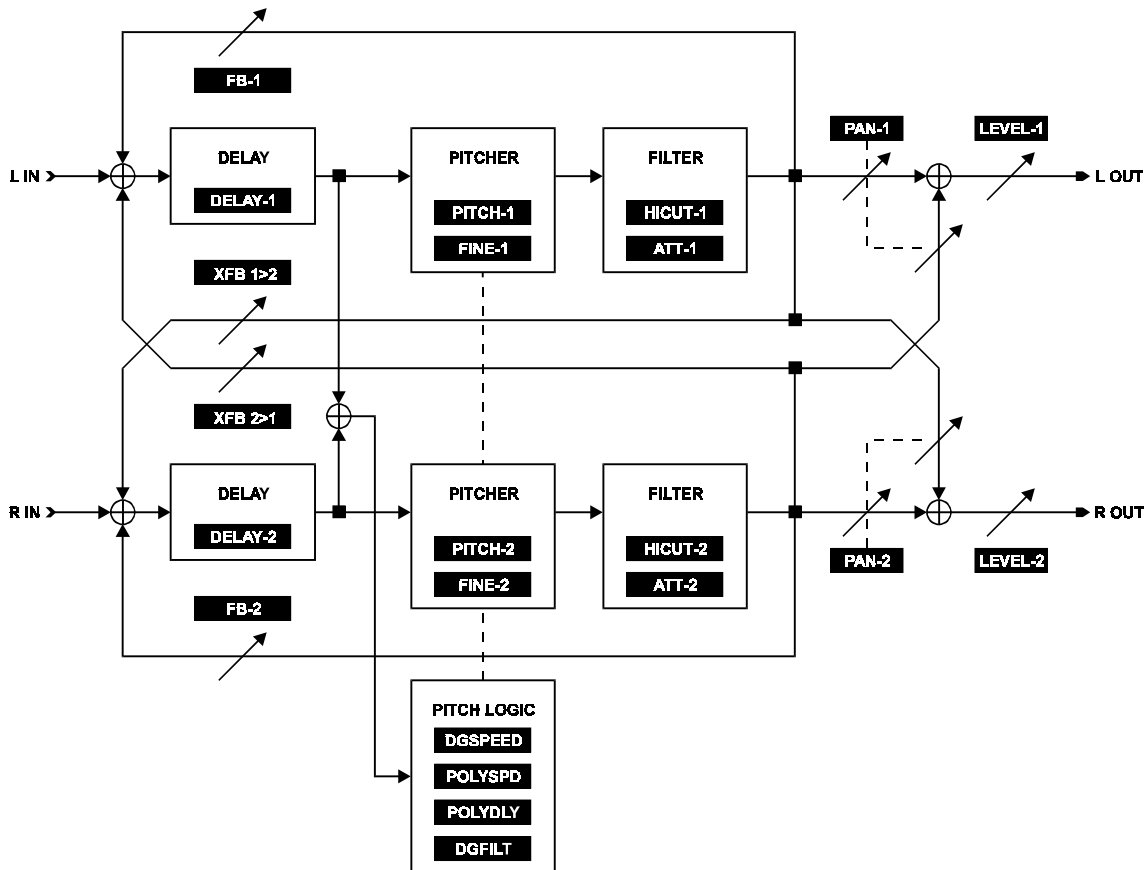 FB-1
PAN-1
LEVEL-1
DELAY
PITCHER
FILTER
L IN
L OUT
DELAY-1
PITCH-1
HICUT-1
FINE-1
ATT-1
XFB 1>2
XFB 2>1
DELAY
PITCHER
FILTER
R IN
R OUT
DELAY-2
PITCH-2
HICUT-2
PAN-2
LEVEL-2
FINE-2
ATT-2
FB-2
PITCH LOGIC
DGSPEED
POLYSPD
POLYDLY
DGFILT